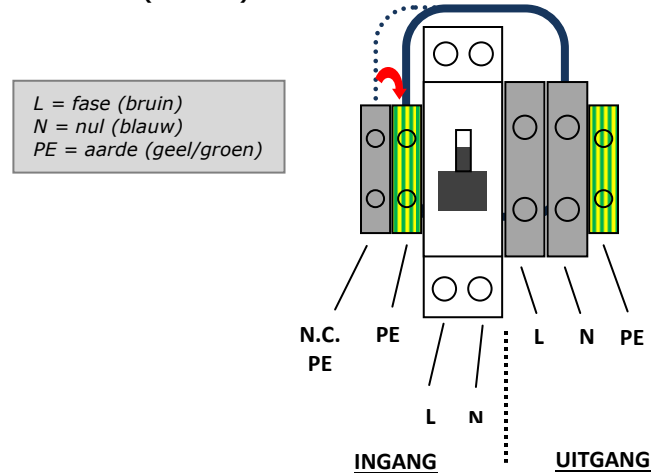 L = fase (bruin)
N = nul (blauw)
PE = aarde (geel/groen)
N.C. PE L N PE
PE
L N
INGANG UITGANG